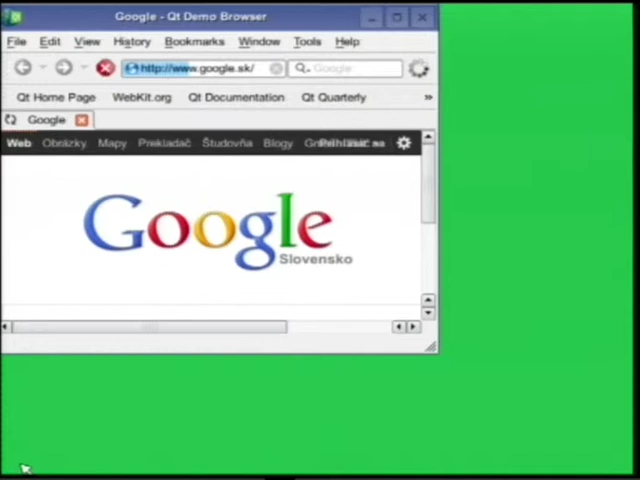 Google - Qt Demo Browser
File Edit View History Bookmarks Window Tools Help
http://www.google.sk/ Google
Qt Home Page WebKit.org Qt Documentation Qt Quarterly »
Google
Web Obrázky Mapy Prekladač Študovňa Blogy
Google
Slovensko